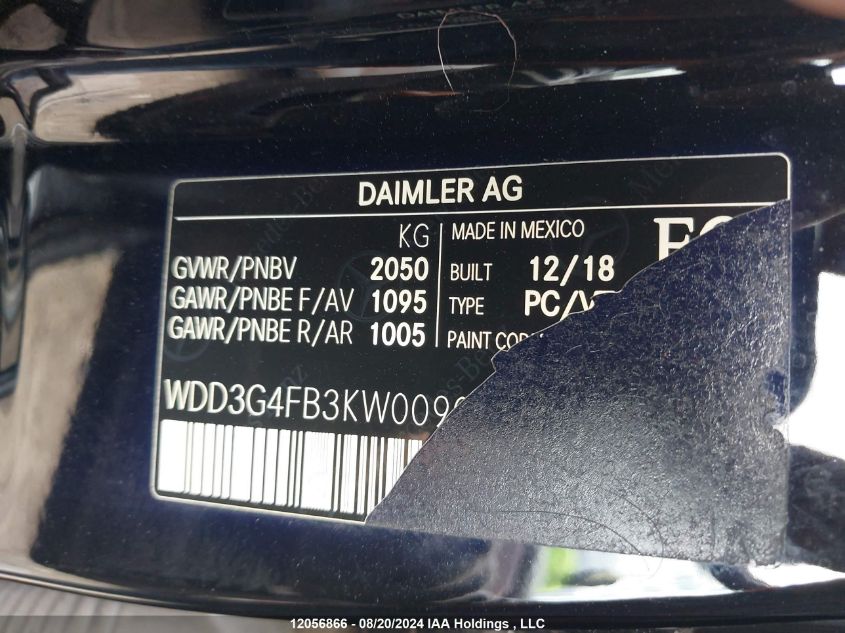 DAIMLER AG
KG
MADE IN MEXICO
GVWR/PNBV 2050
BUILT 12/18
GAWR/PNBE F/AV 1095
TYPE
GAWR/PNBE R/AR 1005
PAINT
12056866 - 08/20/2024 IAA Holdings , LLC